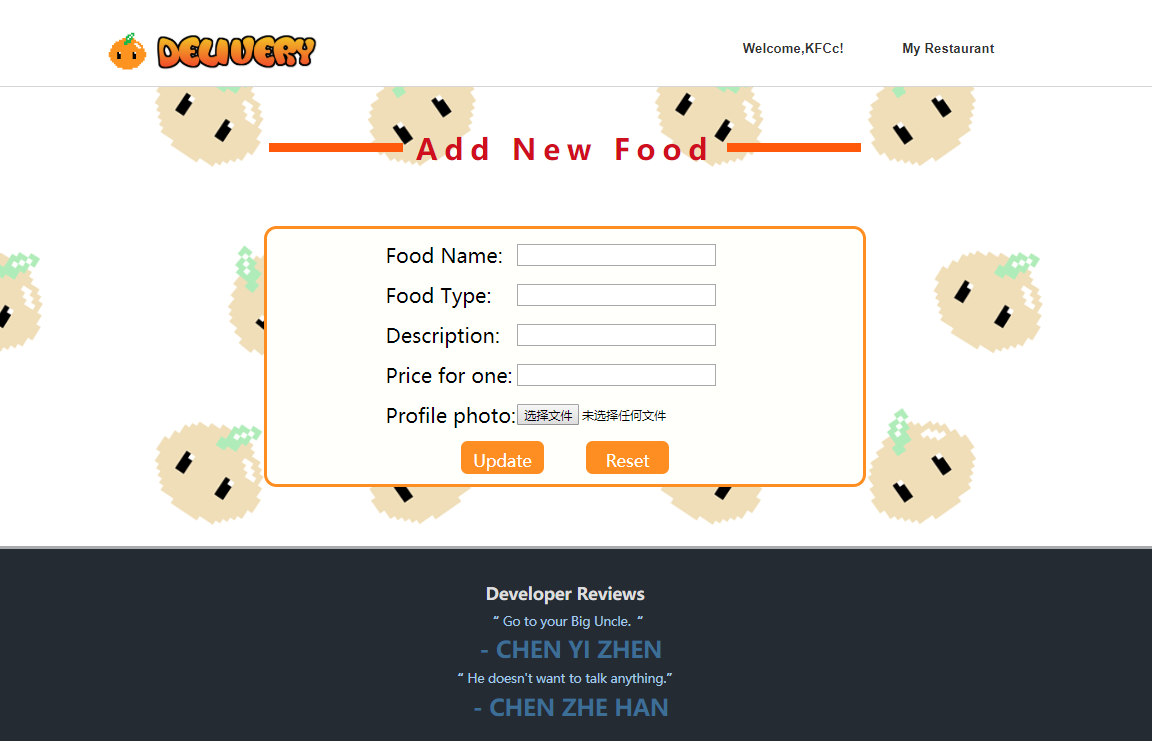 DELIVERY
Welcome,KFCc! My Restaurant
Add New Food
Food Name:
Food Type:
Description:
Price for one:
Profile photo: 选择文件 未选择任何文件
Update Reset
Developer Reviews
“ Go to your Big Uncle. “
- CHEN YI ZHEN
“ He doesn't want to talk anything.”
- CHEN ZHE HAN